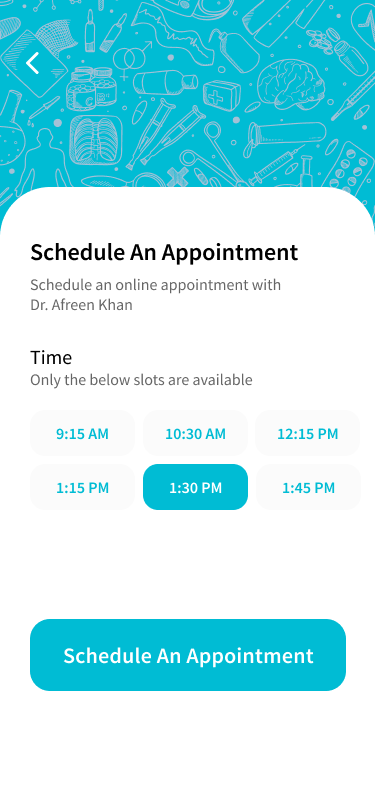 Schedule An Appointment
Schedule an online appointment with
Dr. Afreen Khan
Time
Only the below slots are available
9:15 AM 10:30 AM 12:15 PM
1:15 PM 1:30 PM 1:45 PM
Schedule An Appointment